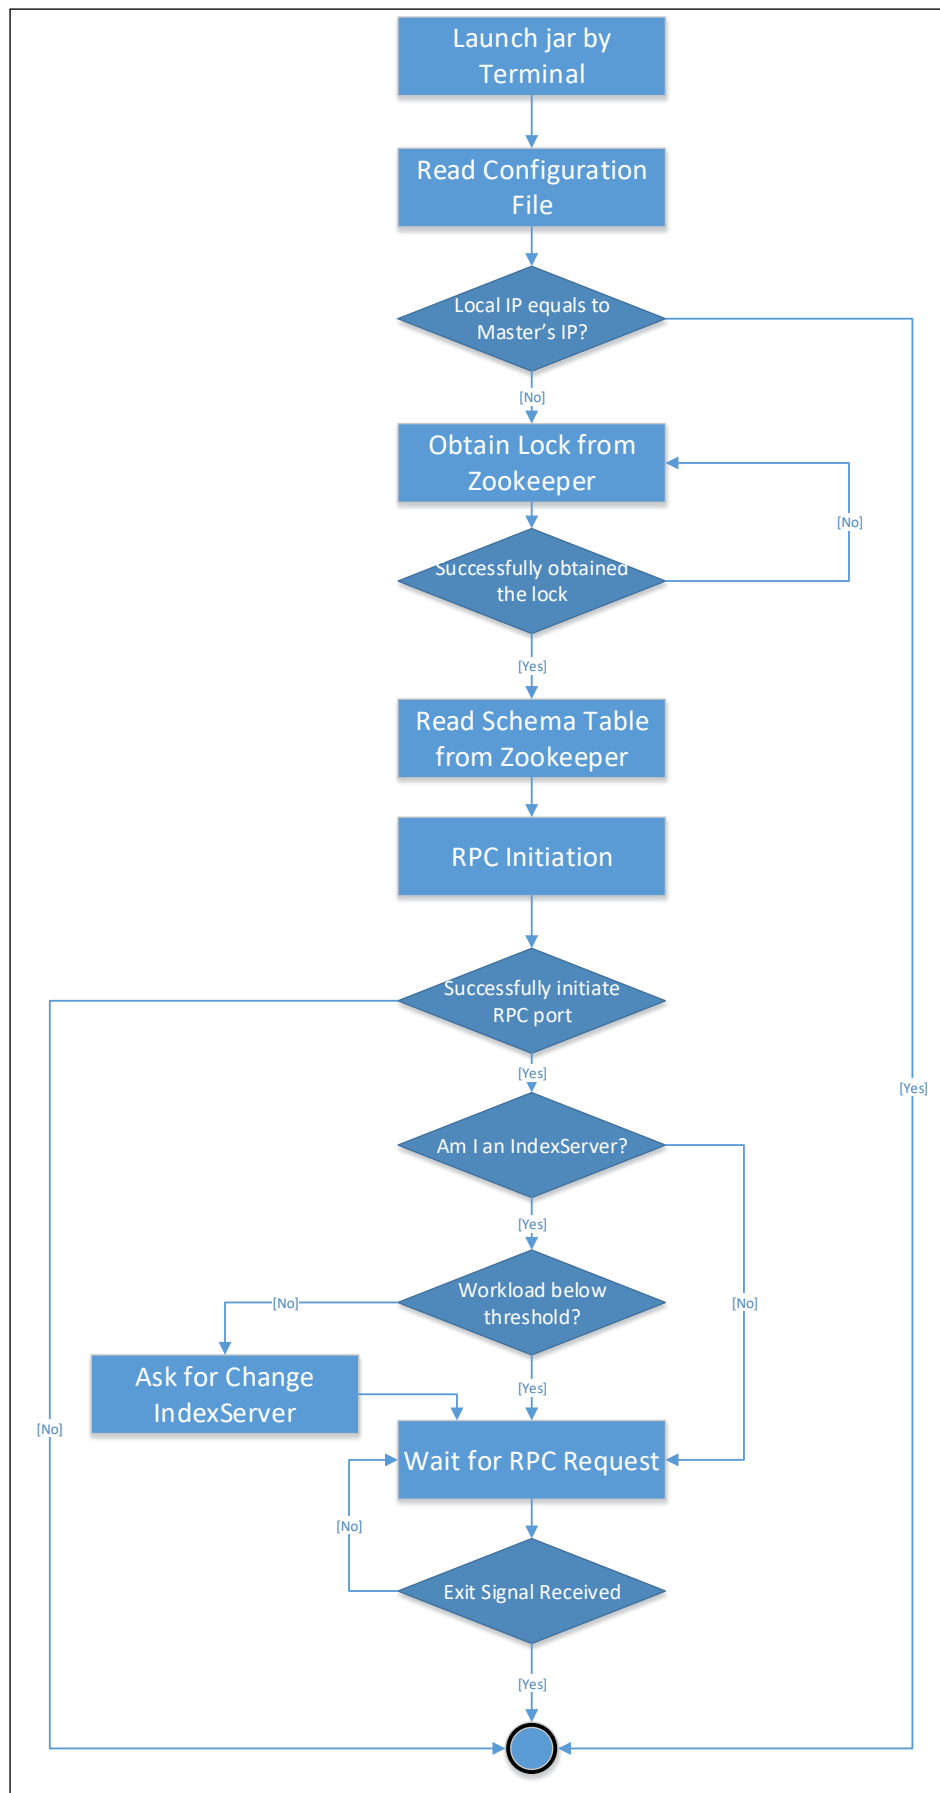 Launch jar by
Terminal
Read Configuration
File
Local IP equals to
Master’s IP?
[No]
Obtain Lock from
Zookeeper
[No]
Successfully obtained
the lock
[Yes]
Read Schema Table
from Zookeeper
RPC Initiation
Successfully initiate
RPC port
[Yes]
[Yes]
Am I an IndexServer?
[Yes]
Workload below
threshold?
[No]
[No]
Ask for Change
IndexServer
[Yes]
[No]
Wait for RPC Request
[No]
Exit Signal Received
[Yes]